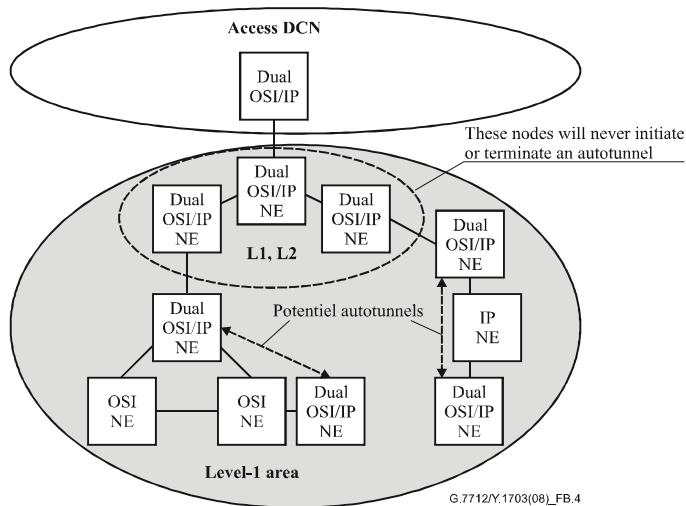 Access DCN
Dual
OSI/IP
These nodes will never initiate
or terminate an autotunnel
Dual
OSI/IP
NE
Dual
OSI/IP
NE
Dual
OSI/IP
NE
L1, L2
Dual
OSI/IP
NE
Dual
OSI/IP
NE
Potentiel autotunnels
IP
NE
OSI
NE
OSI
NE
Dual
OSI/IP
NE
Dual
OSI/IP
NE
Level-1 area
G.7712/Y.1703(08)_FB.4